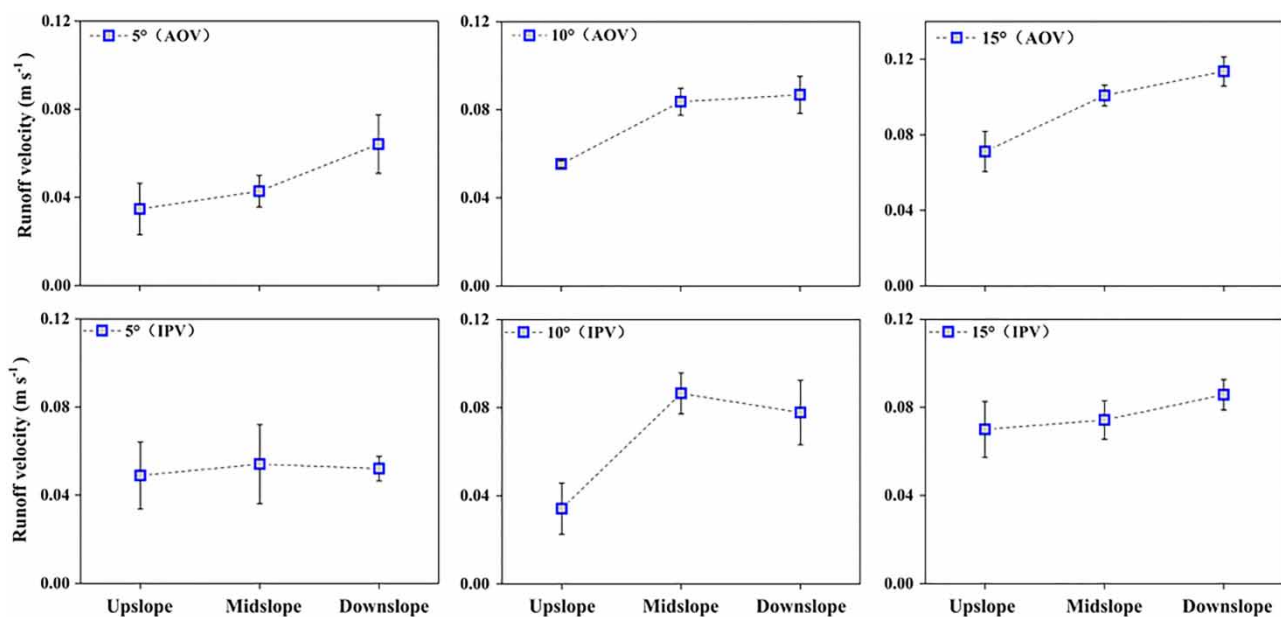 0.12
0.08
0.04
0.00
Runoff velocity (m s⁻¹)
5°（AOV）
0.12
0.08
0.04
0.00
10°（AOV）
0.12
0.08
0.04
0.00
15°（AOV）
0.12
0.08
0.04
0.00
Runoff velocity (m s⁻¹)
5°（IPV）
Upslope Midslope Downslope
0.12
0.08
0.04
0.00
10°（IPV）
Upslope Midslope Downslope
0.12
0.08
0.04
0.00
15°（IPV）
Upslope Midslope Downslope